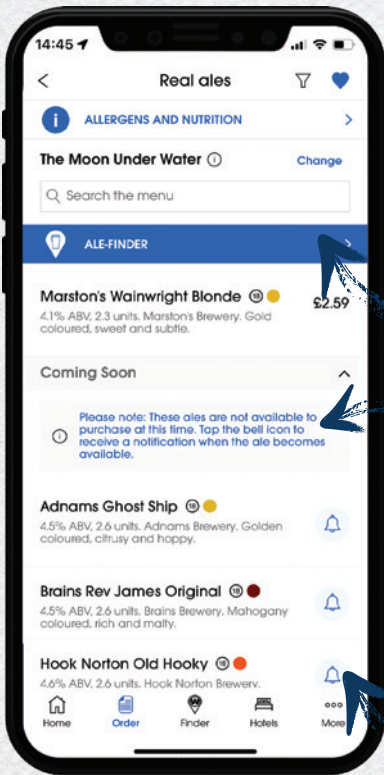 14:45
Real ales
i ALLERGENS AND NUTRITION
The Moon Under Water i Change
Search the menu
ALE-FINDER
Marston's Wainwright Blonde 18 £2.59
4.1% ABV, 2.3 units. Marston's Brewery. Gold
coloured, sweet and subtle.
Coming Soon
Please note: These ales are not available to
purchase at this time. Tap the bell icon to
receive a notification when the ale becomes
available.
Adnams Ghost Ship 18
4.5% ABV, 2.6 units. Adnams Brewery. Golden
coloured, citrusy and hoppy.
Brains Rev James Original 18
4.5% ABV, 2.6 units. Brains Brewery. Mahogany
coloured, rich and malty.
Hook Norton Old Hooky 18
4.6% ABV, 2.6 units. Hook Norton Brewery.
Home Order Finder Hotels More